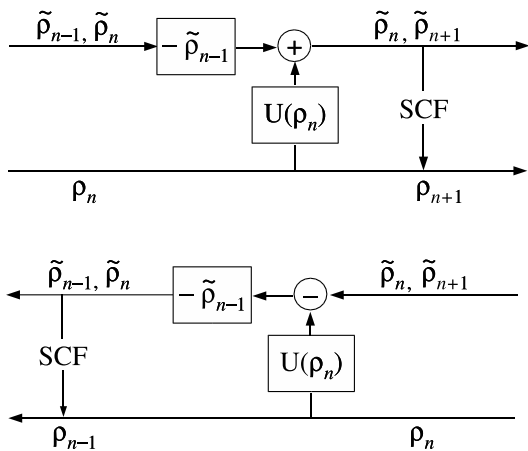 ρ̃ₙ₋₁, ρ̃ₙ
− ρ̃ₙ₋₁
+
ρ̃ₙ, ρ̃ₙ₊₁
U(ρₙ)
SCF
ρₙ
ρₙ₊₁
ρ̃ₙ₋₁, ρ̃ₙ
− ρ̃ₙ₋₁
−
ρ̃ₙ, ρ̃ₙ₊₁
SCF
U(ρₙ)
ρₙ₋₁
ρₙ